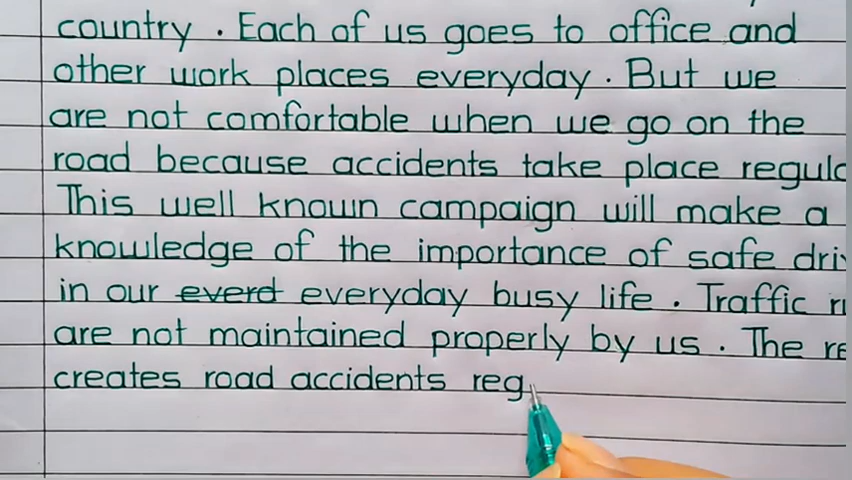 country . Each of us goes to office and
other work places everyday . But we
are not comfortable when we go on the
road because accidents take place
This well known campaign will make a
knowledge of the importance of safe
in our everd everyday busy life . Traffic
are not maintained properly by us . The
creates road accidents reg